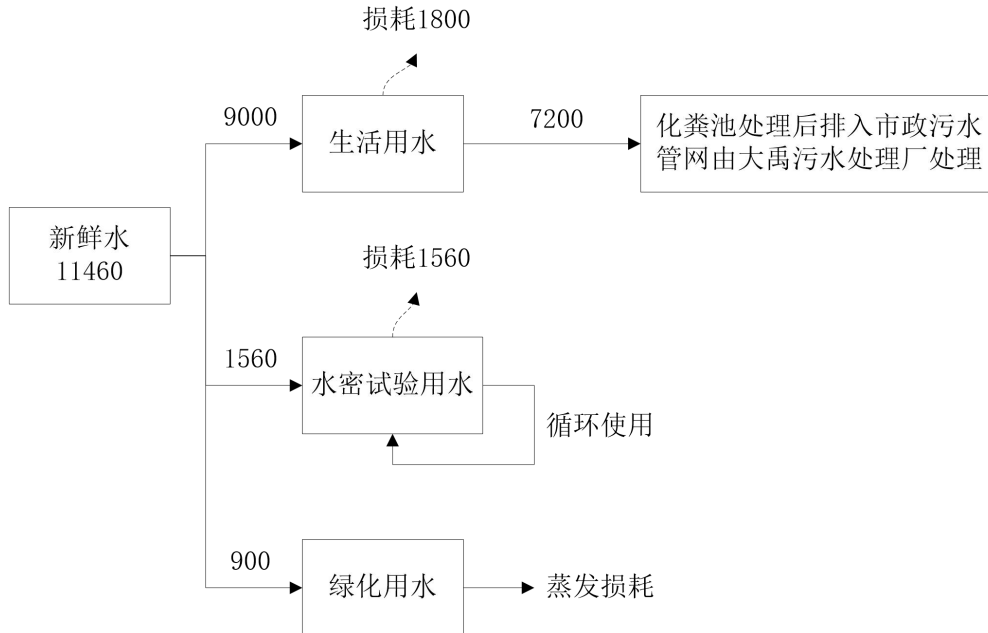 损耗1800
9000
生活用水
7200
化粪池处理后排入市政污水
管网由大禹污水处理厂处理
新鲜水
11460
损耗1560
1560
水密试验用水
循环使用
900
绿化用水
蒸发损耗